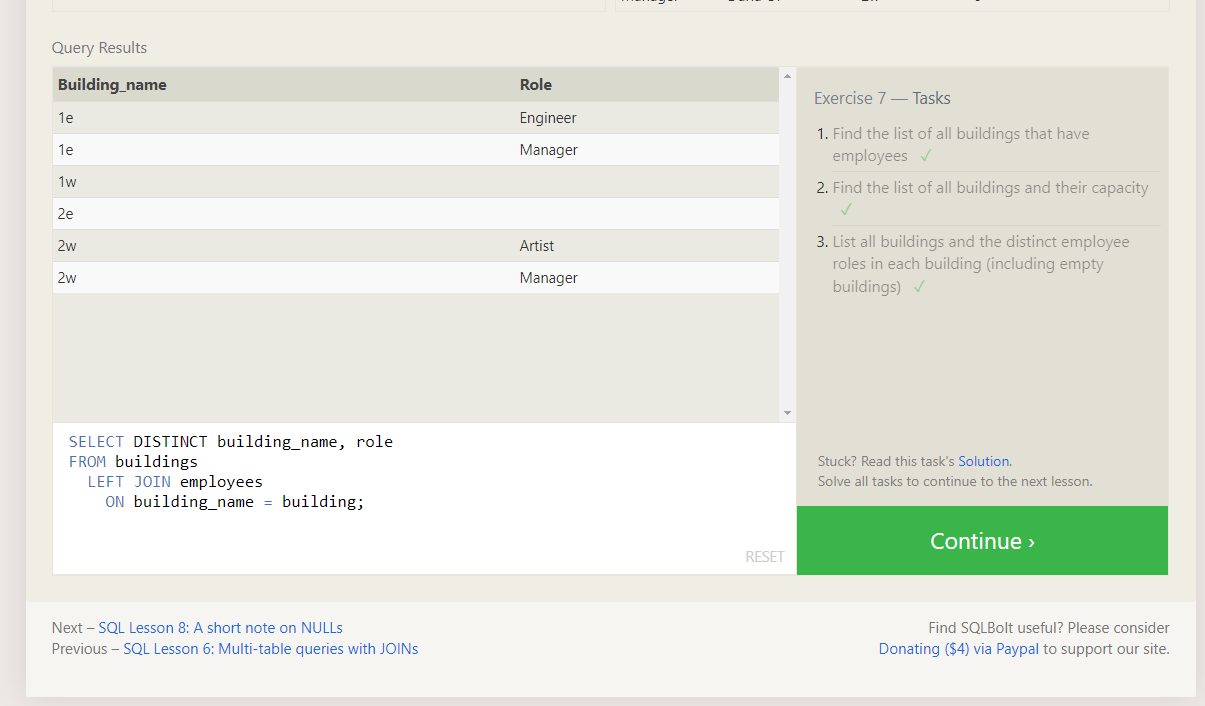 Query Results
Building_name Role
1e Engineer
1e Manager
1w
2e
2w Artist
2w Manager
SELECT DISTINCT building_name, role
FROM buildings
LEFT JOIN employees
ON building_name = building;
RESET
Exercise 7 — Tasks
1. Find the list of all buildings that have
employees ✓
2. Find the list of all buildings and their capacity
✓
3. List all buildings and the distinct employee
roles in each building (including empty
buildings) ✓
Stuck? Read this task's Solution.
Solve all tasks to continue to the next lesson.
Continue ›
Next – SQL Lesson 8: A short note on NULLs
Previous – SQL Lesson 6: Multi-table queries with JOINs
Find SQLBolt useful? Please consider
Donating ($4) via Paypal to support our site.